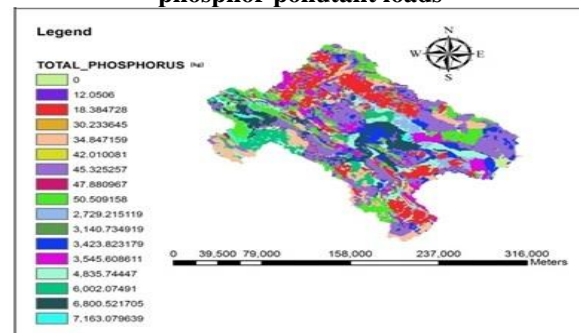 phosphor pollutant loads
Legend
TOTAL_PHOSPHORUS (kg)
0
12.0506
18.384728
30.233645
34.847159
42.010081
45.325257
47.880967
50.509158
2,729.215119
3,140.734919
3,423.823179
3,545.608611
4,835.74447
6,002.07491
6,800.521705
7,163.079639
N
W E
S
0 39,500 79,000 158,000 237,000 316,000
Meters